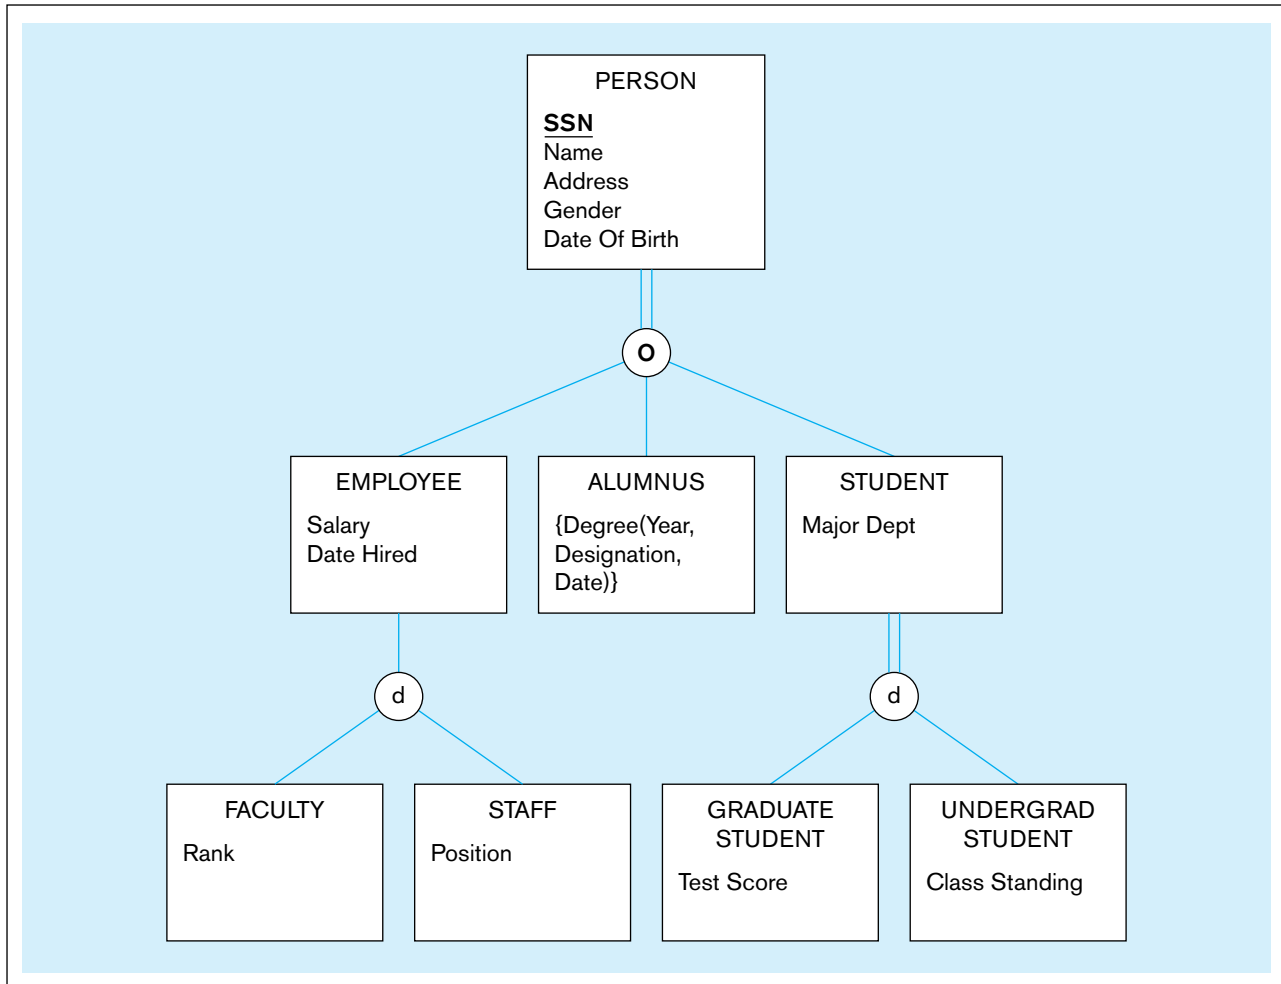 PERSON
SSN
Name
Address
Gender
Date Of Birth
O
EMPLOYEE
Salary
Date Hired
ALUMNUS
{Degree(Year,
Designation,
Date)}
STUDENT
Major Dept
d
d
FACULTY
Rank
STAFF
Position
GRADUATE
STUDENT
Test Score
UNDERGRAD
STUDENT
Class Standing